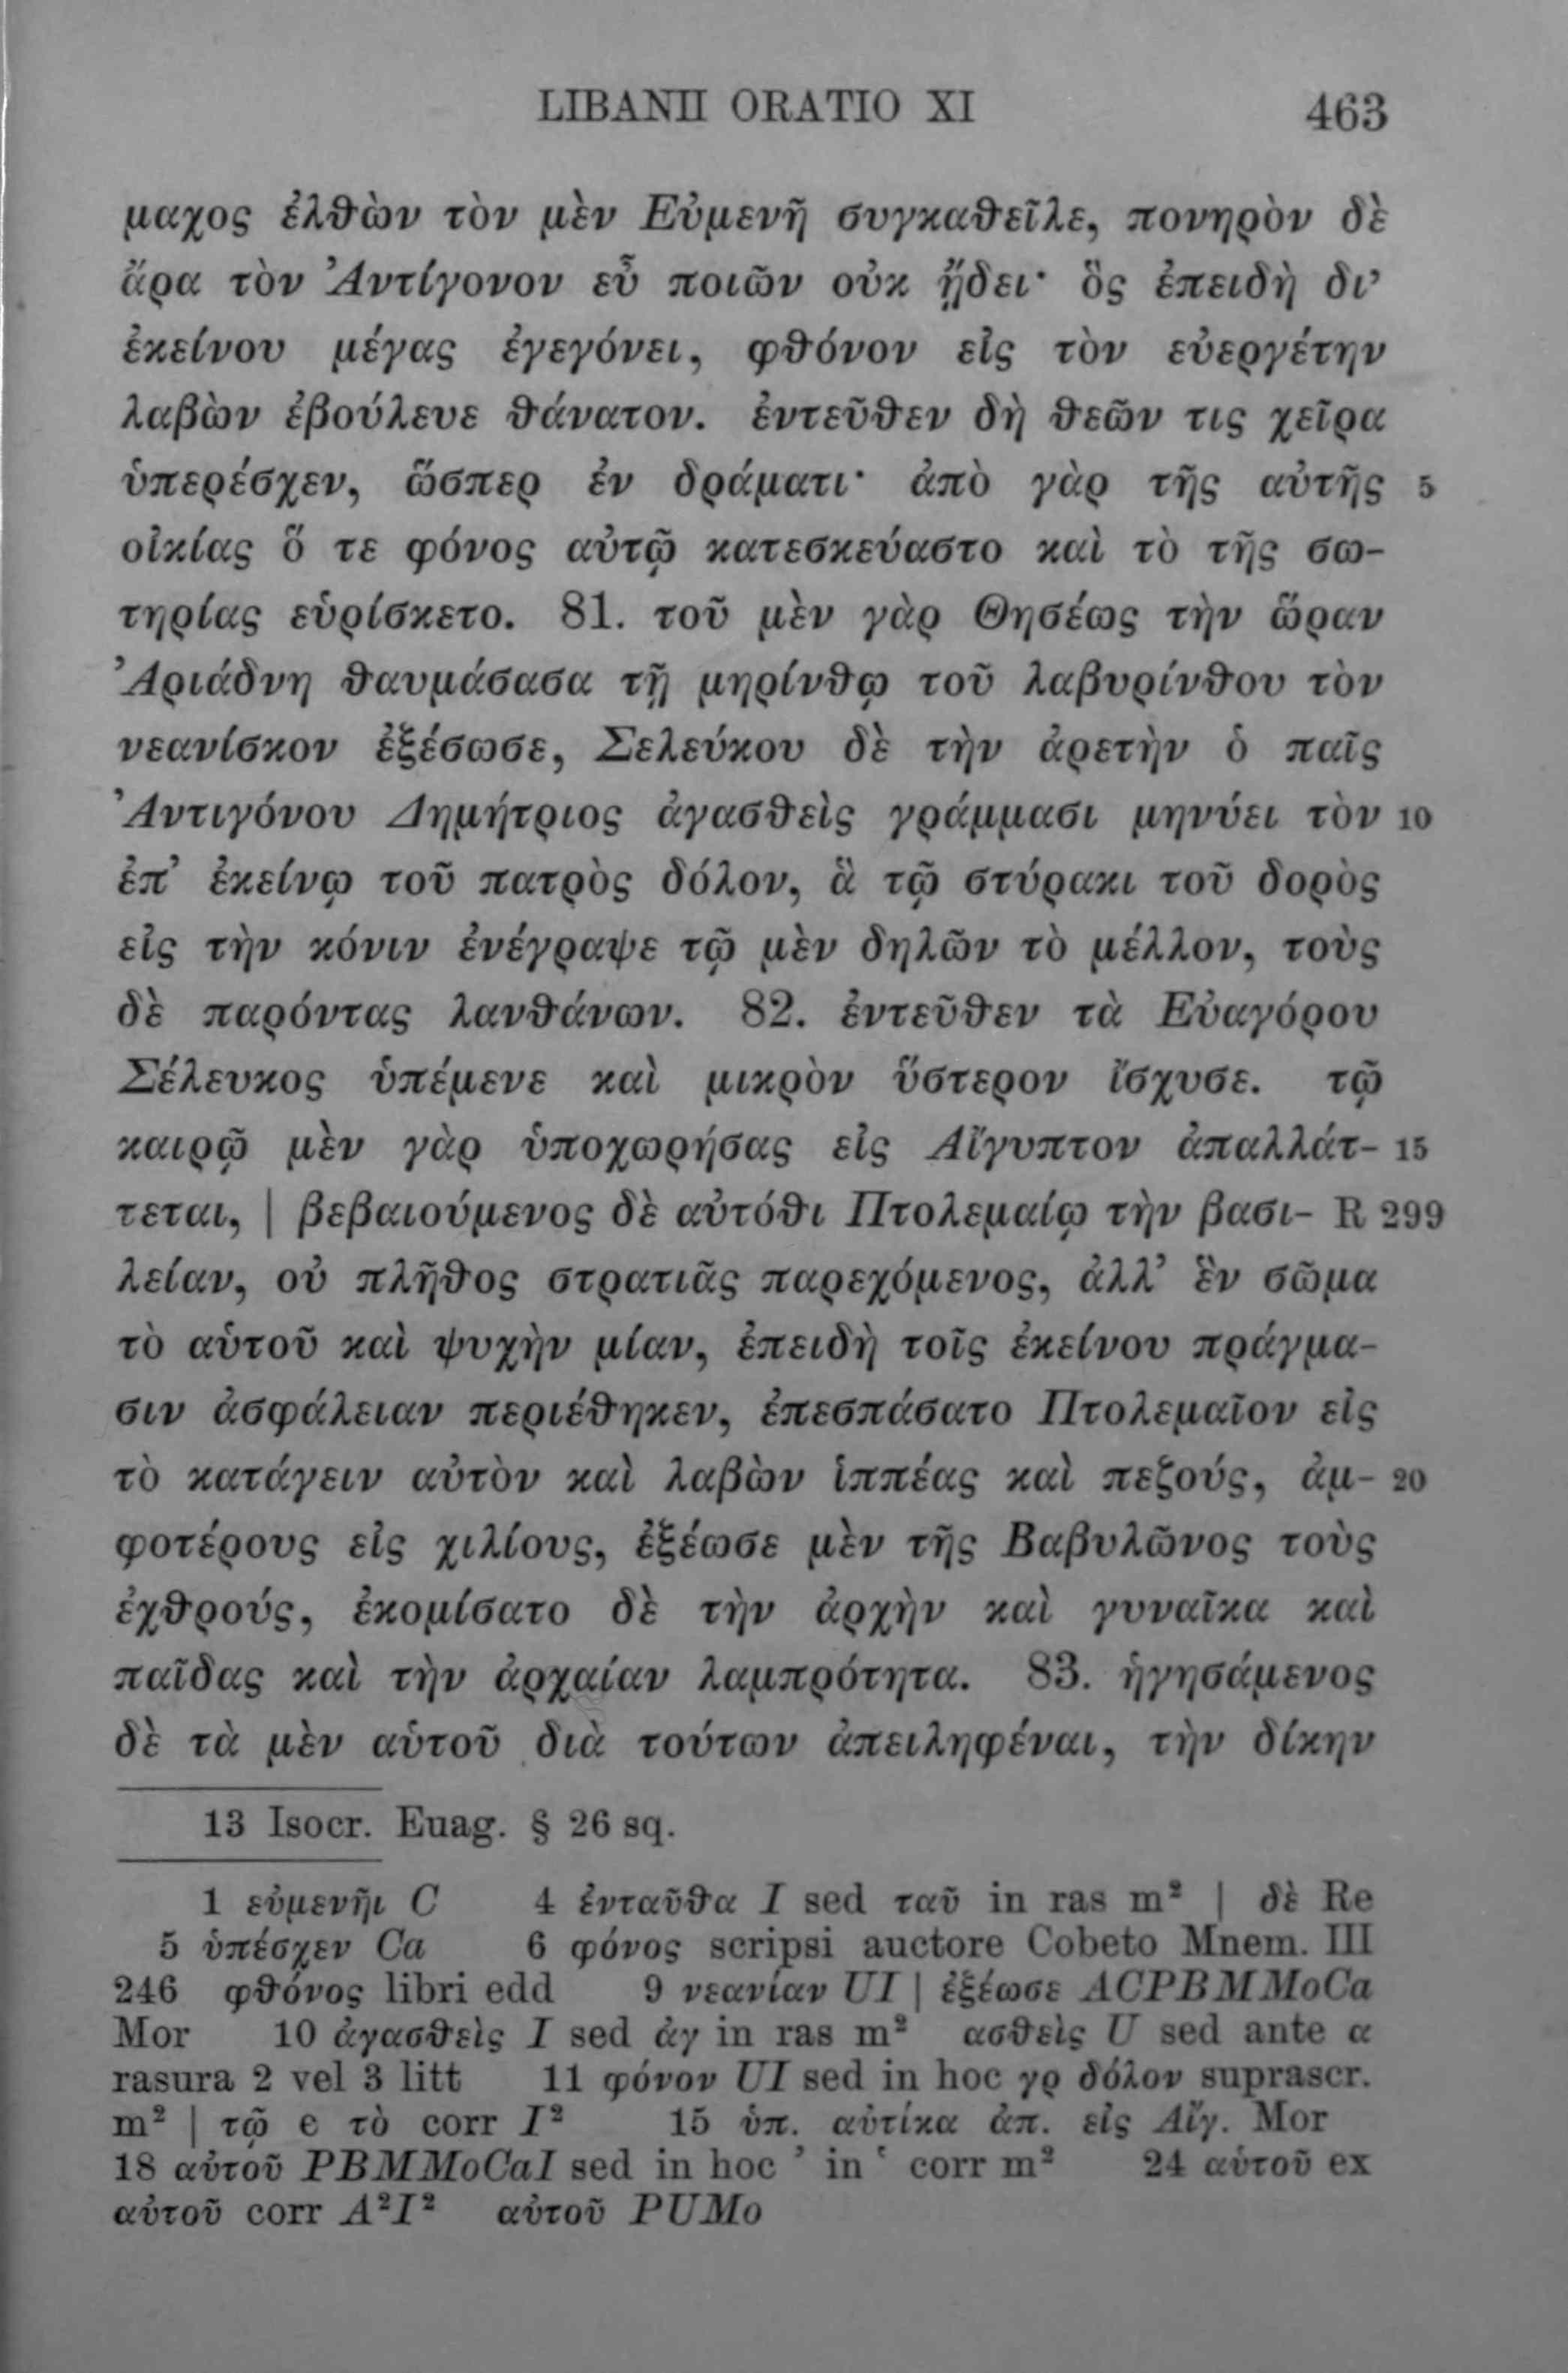 LIBANII ORATIO XI 463
μαχος ἐλθὼν τὸν μὲν Εὐμενῆ συγκαθεῖλε, πονηρὸν δὲ
ἄρα τὸν Ἀντίγονον εὖ ποιῶν οὐκ ᾔδει· ὃς ἐπειδὴ δι’
ἐκείνου μέγας ἐγεγόνει, φθόνον εἰς τὸν εὐεργέτην
λαβὼν ἐβούλευε θάνατον. ἐντεῦθεν δὴ θεῶν τις χεῖρα
ὑπερέσχεν, ὥσπερ ἐν δράματι· ἀπὸ γὰρ τῆς αὐτῆς 5
οἰκίας ὅ τε φόνος αὐτῷ κατεσκεύαστο καὶ τὸ τῆς σω-
τηρίας εὑρίσκετο. 81. τοῦ μὲν γὰρ Θησέως τὴν ὥραν
Ἀριάδνη θαυμάσασα τῇ μηρίνθῳ τοῦ λαβυρίνθου τὸν
νεανίσκον ἐξέσωσε, Σελεύκου δὲ τὴν ἀρετὴν ὁ παῖς
Ἀντιγόνου Δημήτριος ἀγασθεὶς γράμμασι μηνύει τὸν 10
ἐπ’ ἐκείνῳ τοῦ πατρὸς δόλον, ἃ τῷ στύρακι τοῦ δορὸς
εἰς τὴν κόνιν ἐνέγραψε τῷ μὲν δηλῶν τὸ μέλλον, τοὺς
δὲ παρόντας λανθάνων. 82. ἐντεῦθεν τὰ Εὐαγόρου
Σέλευκος ὑπέμενε καὶ μικρὸν ὕστερον ἴσχυσε. τῷ
καιρῷ μὲν γὰρ ὑποχωρήσας εἰς Αἴγυπτον ἀπαλλάτ- 15
τεται, | βεβαιούμενος δὲ αὐτόθι Πτολεμαίῳ τὴν βασι- R 299
λείαν, οὐ πλῆθος στρατιᾶς παρεχόμενος, ἀλλ’ ἓν σῶμα
τὸ αὑτοῦ καὶ ψυχὴν μίαν, ἐπειδὴ τοῖς ἐκείνου πράγμα-
σιν ἀσφάλειαν περιέθηκεν, ἐπεσπάσατο Πτολεμαῖον εἰς
τὸ κατάγειν αὐτὸν καὶ λαβὼν ἱππέας καὶ πεζούς, ἀμ- 20
φοτέρους εἰς χιλίους, ἐξέωσε μὲν τῆς Βαβυλῶνος τοὺς
ἐχθρούς, ἐκομίσατο δὲ τὴν ἀρχὴν καὶ γυναῖκα καὶ
παῖδας καὶ τὴν ἀρχαίαν λαμπρότητα. 83. ἡγησάμενος
δὲ τὰ μὲν αὑτοῦ διὰ τούτων ἀπειληφέναι, τὴν δίκην
13 Isocr. Euag. § 26 sq.
1 εὐμενῆι C 4 ἐνταῦθα I sed ταῦ in ras m² | δὲ Re
5 ὑπέσχεν Ca 6 φόνος scripsi auctore Cobeto Mnem. III
246 φθόνος libri edd 9 νεανίαν UI | ἐξέωσε ACPBMMoCa
Mor 10 ἀγασθεὶς I sed ἀγ in ras m² ασθεὶς U sed ante α
rasura 2 vel 3 litt 11 φόνον UI sed in hoc γρ δόλον suprascr.
m² | τῷ e τὸ corr I² 15 ὑπ. αὐτίκα ἀπ. εἰς Αἴγ. Mor
18 αὐτοῦ PBMMoCaI sed in hoc ’ in ‘ corr m² 24 αὑτοῦ ex
αὐτοῦ corr A²I² αὐτοῦ PUMo